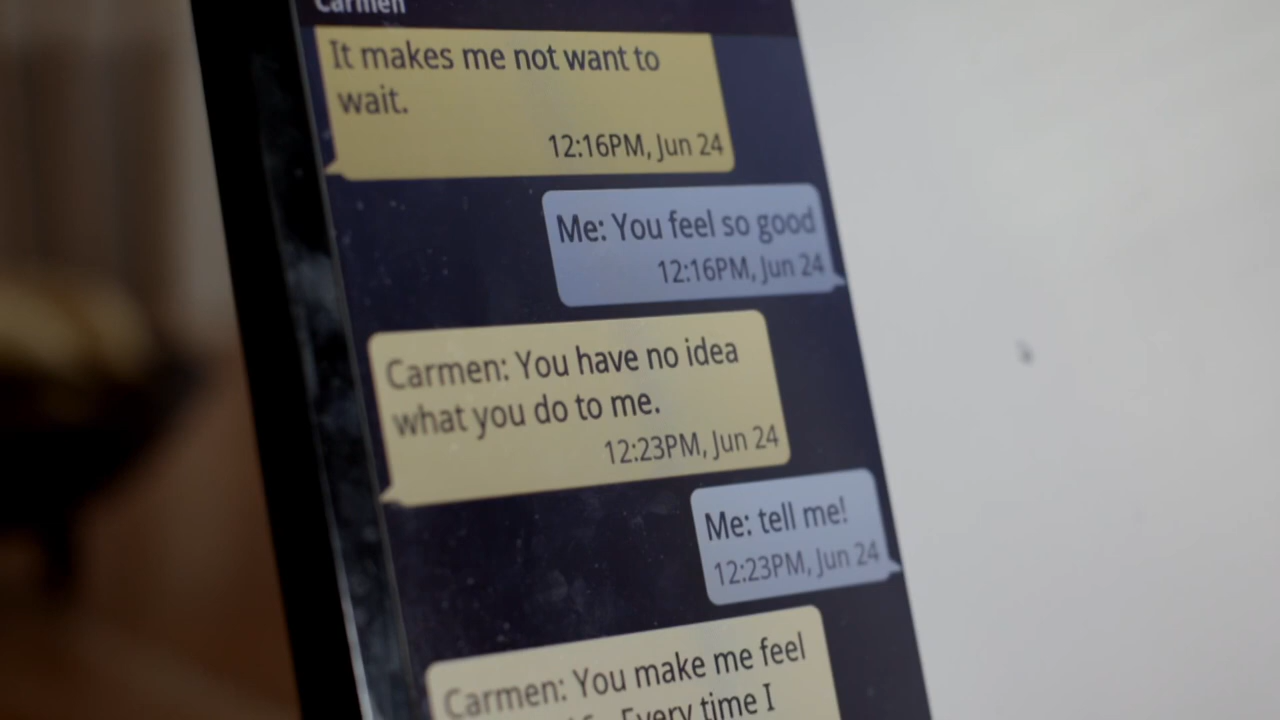 Carmen
It makes me not want to
wait.
12:16PM, Jun 24
Me: You feel so good
12:16PM, Jun 24
Carmen: You have no idea
what you do to me.
12:23PM, Jun 24
Me: tell me!
12:23PM, Jun 24
Carmen: You make me feel
Every time I